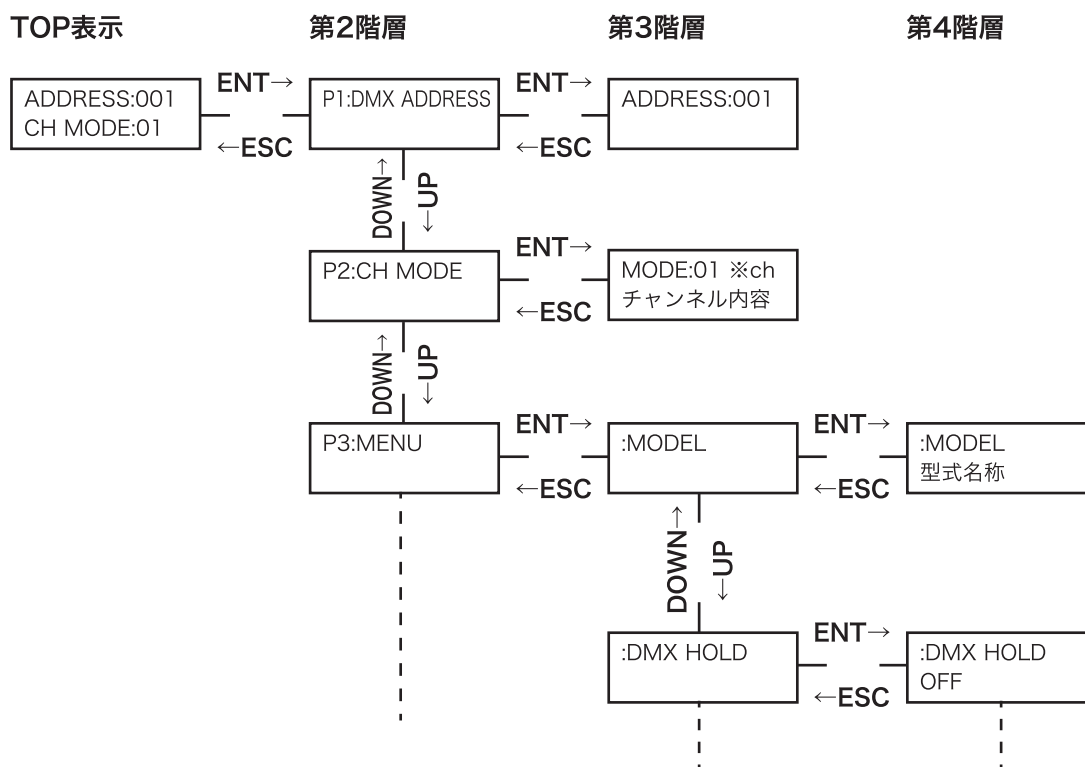 TOP表示 第2階層 第3階層 第4階層
ENT→ ENT→
ADDRESS:001 P1:DMX ADDRESS ADDRESS:001
CH MODE:01
←ESC ←ESC
DOWN→ ←UP
ENT→
P2:CH MODE MODE:01 ※ch
チャンネル内容
←ESC
DOWN→ ←UP
ENT→ ENT→
P3:MENU :MODEL :MODEL
型式名称
←ESC ←ESC
DOWN→ ←UP
ENT→
:DMX HOLD :DMX HOLD
OFF
←ESC